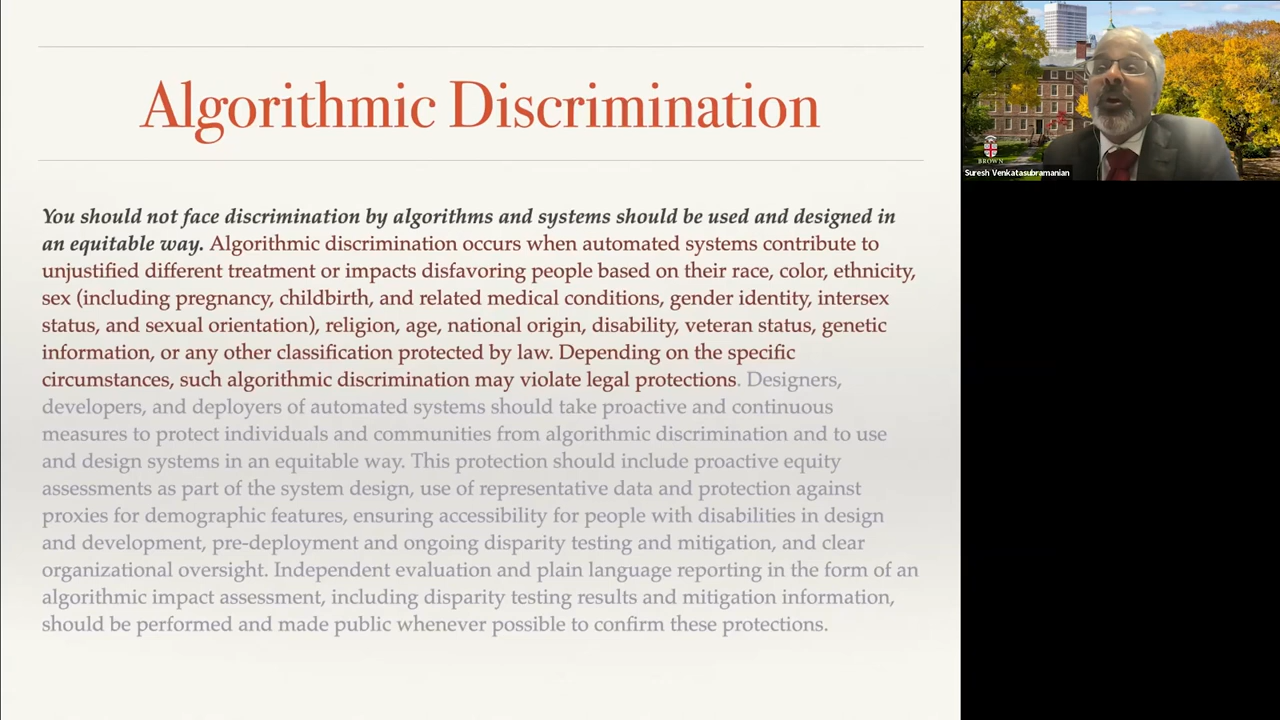 Algorithmic Discrimination
You should not face discrimination by algorithms and systems should be used and designed in
an equitable way. Algorithmic discrimination occurs when automated systems contribute to
unjustified different treatment or impacts disfavoring people based on their race, color, ethnicity,
sex (including pregnancy, childbirth, and related medical conditions, gender identity, intersex
status, and sexual orientation), religion, age, national origin, disability, veteran status, genetic
information, or any other classification protected by law. Depending on the specific
circumstances, such algorithmic discrimination may violate legal protections. Designers,
developers, and deployers of automated systems should take proactive and continuous
measures to protect individuals and communities from algorithmic discrimination and to use
and design systems in an equitable way. This protection should include proactive equity
assessments as part of the system design, use of representative data and protection against
proxies for demographic features, ensuring accessibility for people with disabilities in design
and development, pre-deployment and ongoing disparity testing and mitigation, and clear
organizational oversight. Independent evaluation and plain language reporting in the form of an
algorithmic impact assessment, including disparity testing results and mitigation information,
should be performed and made public whenever possible to confirm these protections.
BROWN
Suresh Venkatasubramanian